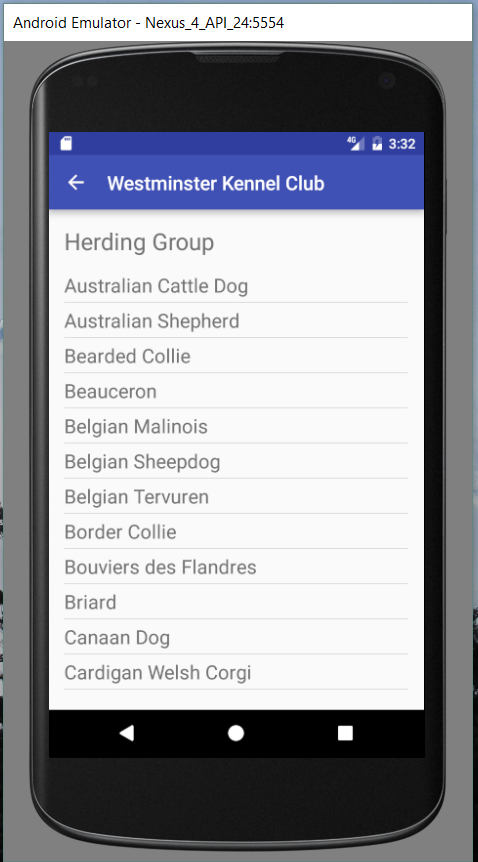 Android Emulator - Nexus_4_API_24:5554
4G 3:32
Westminster Kennel Club
Herding Group
Australian Cattle Dog
Australian Shepherd
Bearded Collie
Beauceron
Belgian Malinois
Belgian Sheepdog
Belgian Tervuren
Border Collie
Bouviers des Flandres
Briard
Canaan Dog
Cardigan Welsh Corgi